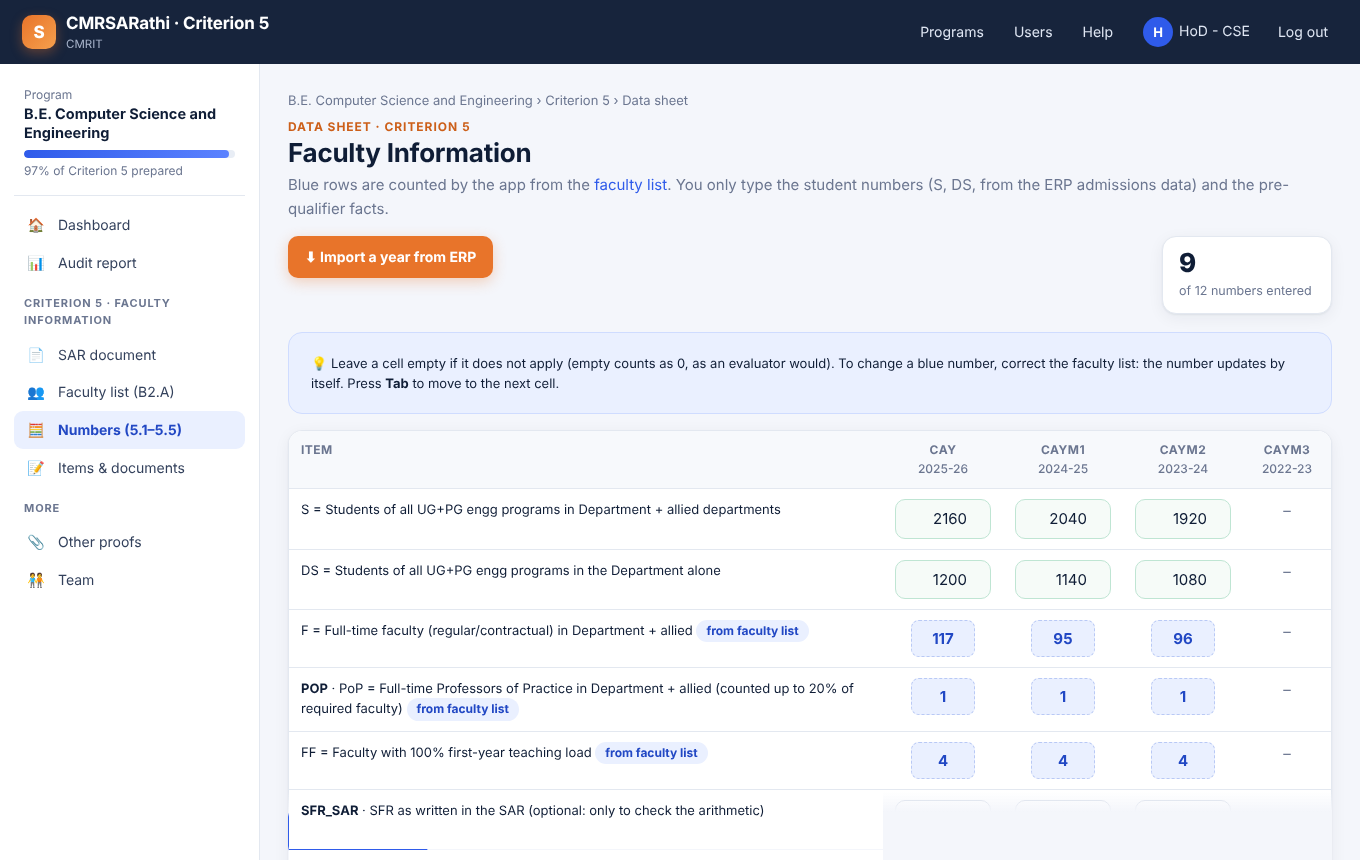 S
CMRSARathi · Criterion 5
CMRIT
Programs
Users
Help
H
HoD - CSE
Log out
Program
B.E. Computer Science and
Engineering
97% of Criterion 5 prepared
Dashboard
Audit report
CRITERION 5 · FACULTY
INFORMATION
SAR document
Faculty list (B2.A)
Numbers (5.1–5.5)
Items & documents
MORE
Other proofs
Team
B.E. Computer Science and Engineering › Criterion 5 › Data sheet
DATA SHEET · CRITERION 5
Faculty Information
Blue rows are counted by the app from the faculty list. You only type the student numbers (S, DS, from the ERP admissions data) and the pre-
qualifier facts.
⬇ Import a year from ERP
9
of 12 numbers entered
💡 Leave a cell empty if it does not apply (empty counts as 0, as an evaluator would). To change a blue number, correct the faculty list: the number updates by
itself. Press Tab to move to the next cell.
ITEM CAY CAYM1 CAYM2 CAYM3
2025-26 2024-25 2023-24 2022-23
S = Students of all UG+PG engg programs in Department + allied departments 2160 2040 1920 –
DS = Students of all UG+PG engg programs in the Department alone 1200 1140 1080 –
F = Full-time faculty (regular/contractual) in Department + allied from faculty list 117 95 96 –
POP · PoP = Full-time Professors of Practice in Department + allied (counted up to 20% of
required faculty) from faculty list 1 1 1 –
FF = Faculty with 100% first-year teaching load from faculty list 4 4 4 –
SFR_SAR · SFR as written in the SAR (optional: only to check the arithmetic)